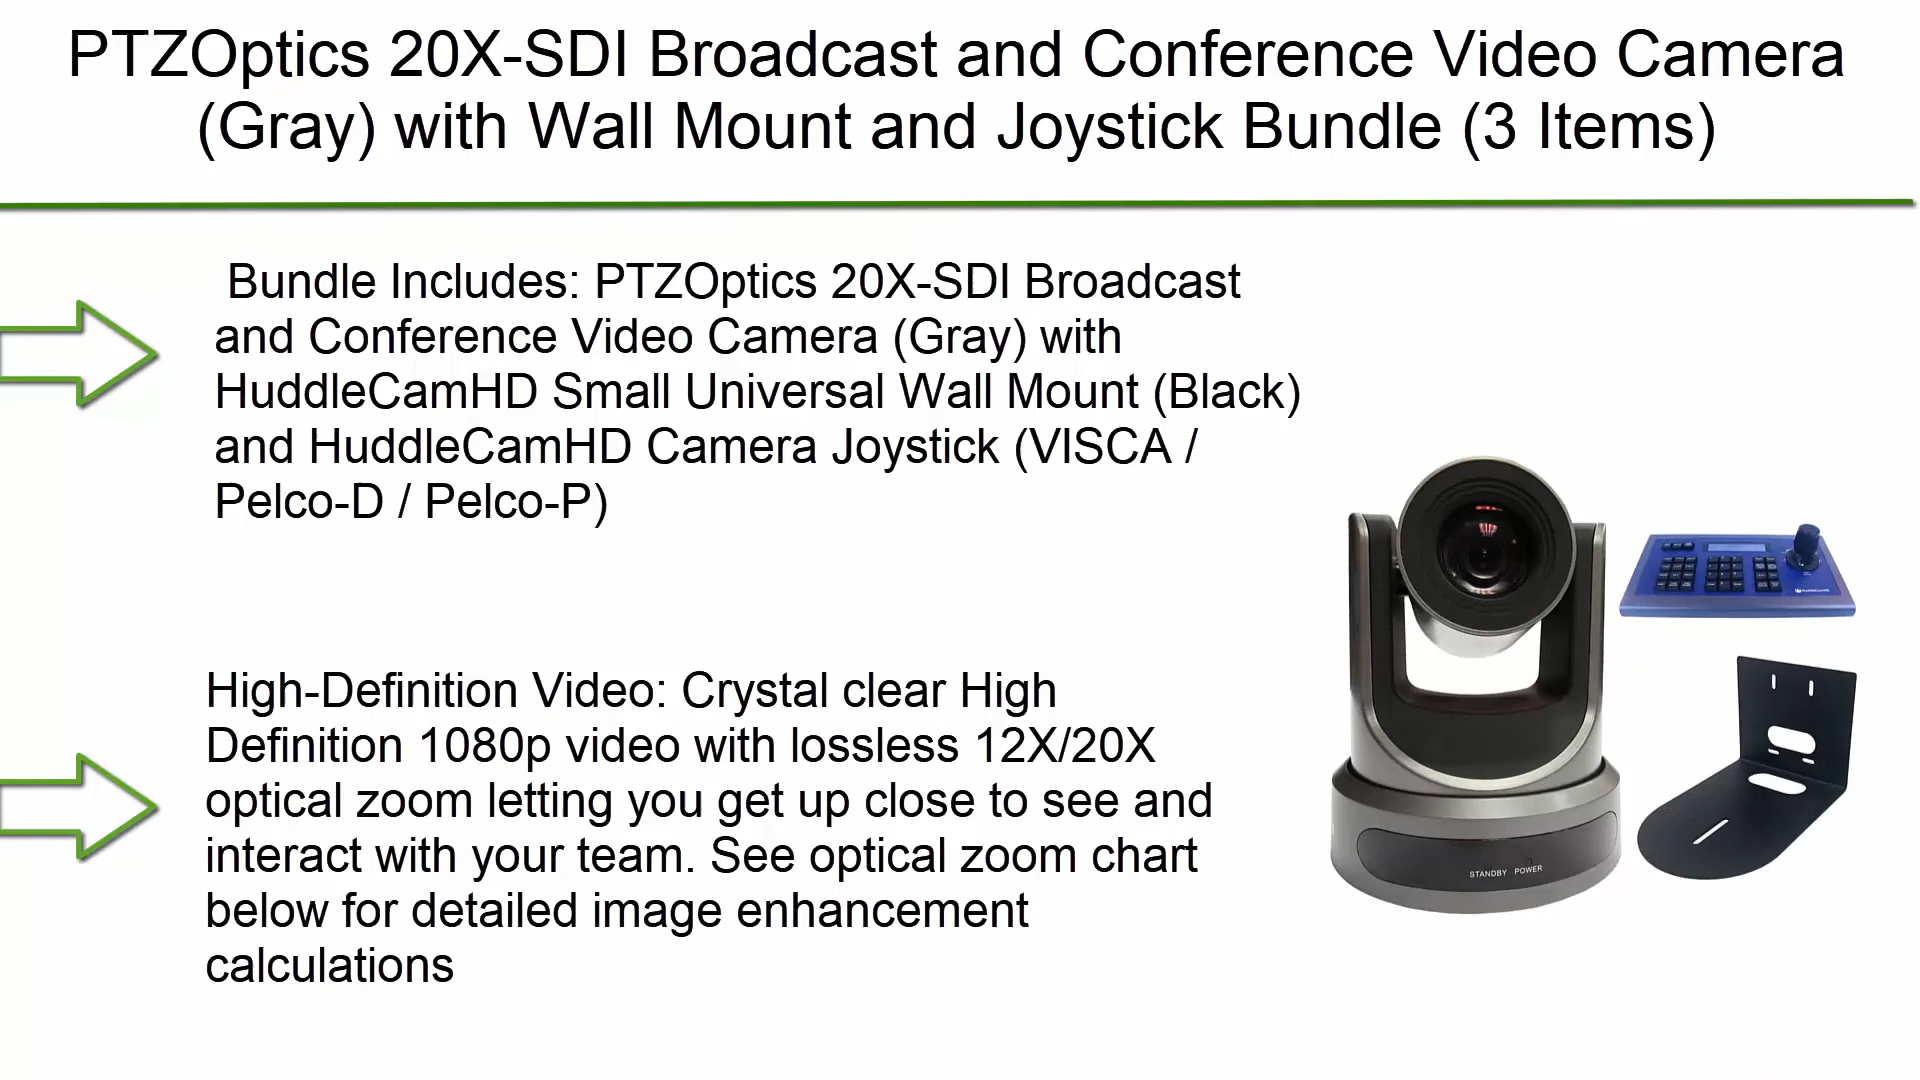 PTZOptics 20X-SDI Broadcast and Conference Video Camera
(Gray) with Wall Mount and Joystick Bundle (3 Items)
Bundle Includes: PTZOptics 20X-SDI Broadcast
and Conference Video Camera (Gray) with
HuddleCamHD Small Universal Wall Mount (Black)
and HuddleCamHD Camera Joystick (VISCA /
Pelco-D / Pelco-P)
High-Definition Video: Crystal clear High
Definition 1080p video with lossless 12X/20X
optical zoom letting you get up close to see and
interact with your team. See optical zoom chart
below for detailed image enhancement
calculations
STANDBY POWER
HuddleCamHD